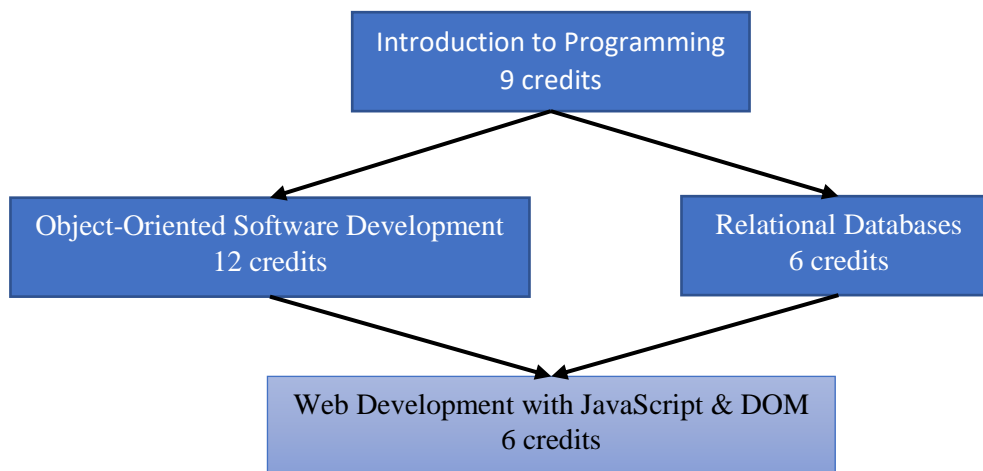 Introduction to Programming
9 credits
Object-Oriented Software Development
12 credits
Relational Databases
6 credits
Web Development with JavaScript & DOM
6 credits